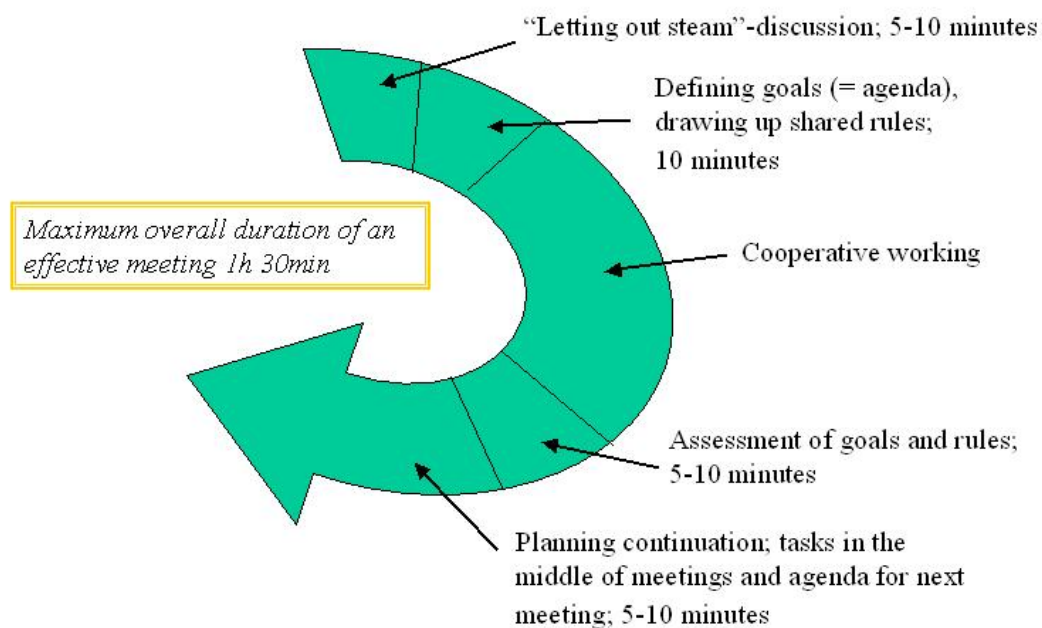 “Letting out steam”-discussion; 5-10 minutes
Defining goals (= agenda),
drawing up shared rules;
10 minutes
Maximum overall duration of an
effective meeting 1h 30min
Cooperative working
Assessment of goals and rules;
5-10 minutes
Planning continuation; tasks in the
middle of meetings and agenda for next
meeting; 5-10 minutes